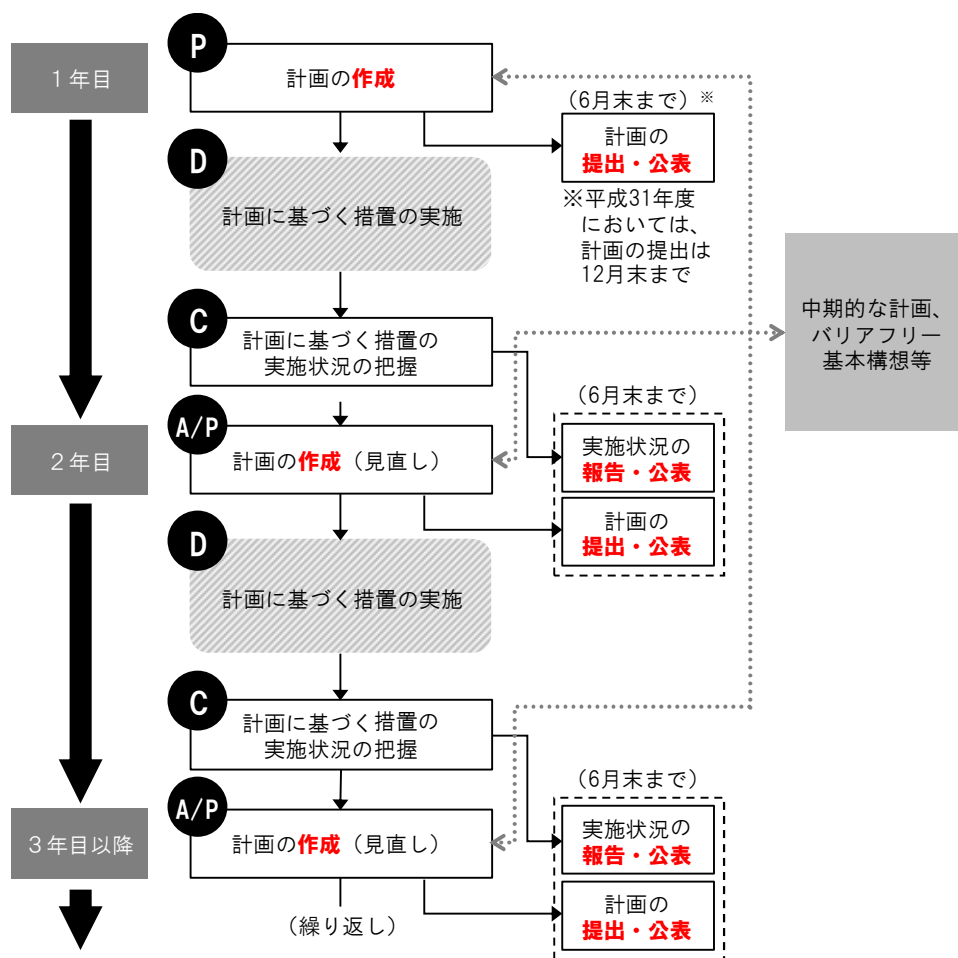 P
１年目
計画の作成
（6月末まで）※
計画の
提出・公表
※平成31年度
においては、
計画の提出は
12月末まで
D
計画に基づく措置の実施
中期的な計画、
バリアフリー
基本構想等
C
計画に基づく措置の
実施状況の把握
（6月末まで）
A/P
２年目
計画の作成（見直し）
実施状況の
報告・公表
計画の
提出・公表
D
計画に基づく措置の実施
C
計画に基づく措置の
実施状況の把握
（6月末まで）
A/P
３年目以降
計画の作成（見直し）
実施状況の
報告・公表
計画の
提出・公表
（繰り返し）